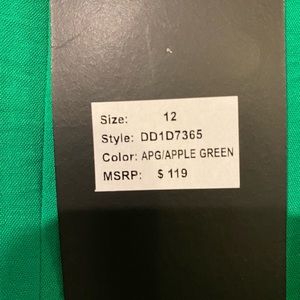 Size: 12
Style: DD1D7365
Color: APG/APPLE GREEN
MSRP: $ 119